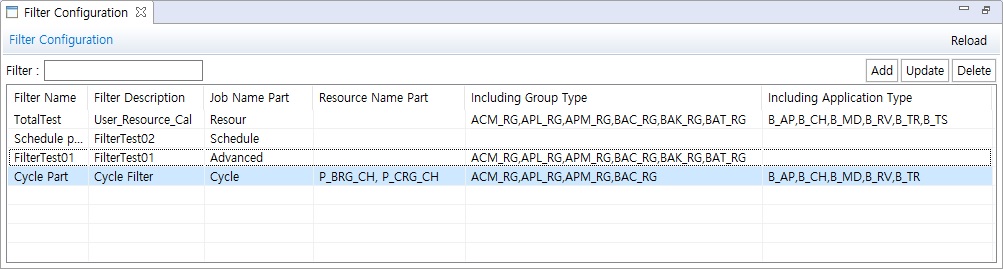 Filter Configuration
Filter Configuration Reload
Filter :
Add Update Delete
Filter Name Filter Description Job Name Part Resource Name Part Including Group Type Including Application Type
TotalTest User_Resource_Cal Resour ACM_RG,APL_RG,APM_RG,BAC_RG,BAK_RG,BAT_RG B_AP,B_CH,B_MD,B_RV,B_TR,B_TS
Schedule p... FilterTest02 Schedule
FilterTest01 FilterTest01 Advanced ACM_RG,APL_RG,APM_RG,BAC_RG,BAK_RG,BAT_RG
Cycle Part Cycle Filter Cycle P_BRG_CH, P_CRG_CH ACM_RG,APL_RG,APM_RG,BAC_RG B_AP,B_CH,B_MD,B_RV,B_TR